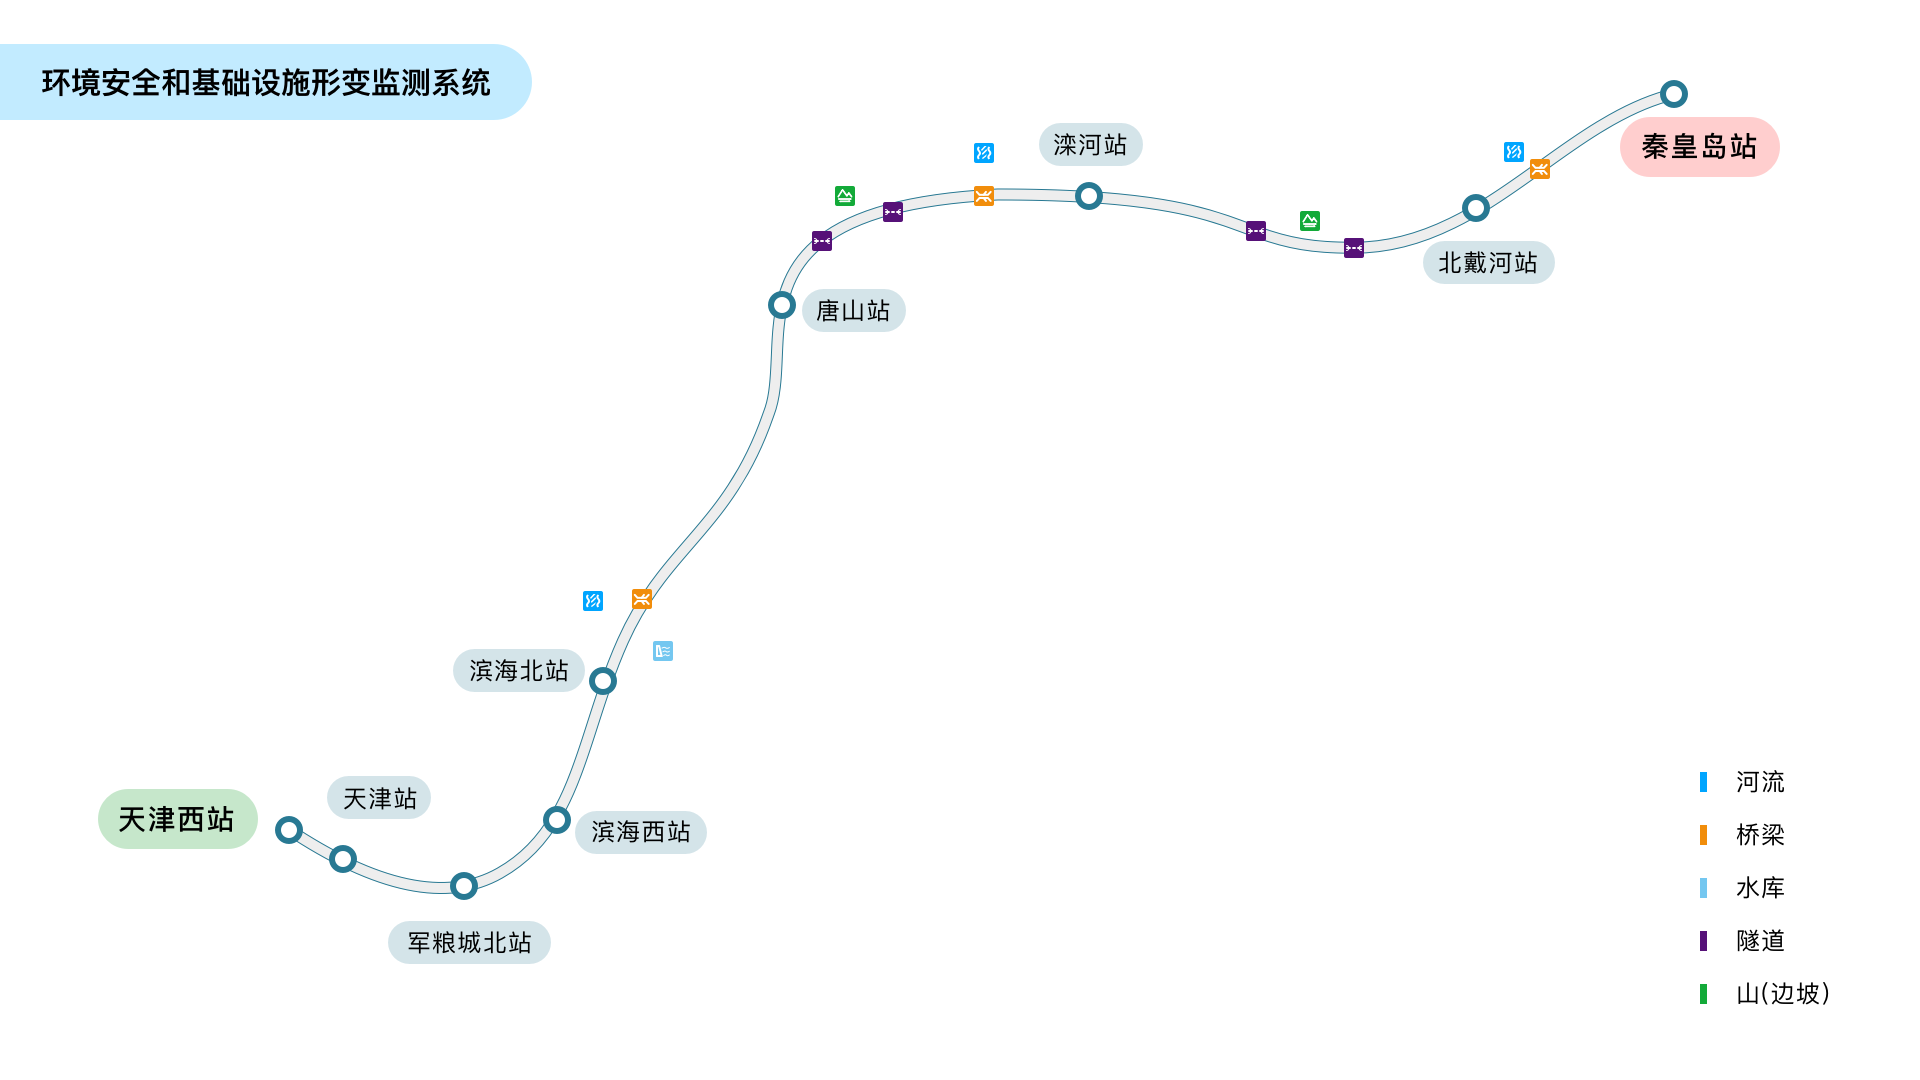 环境安全和基础设施形变监测系统
秦皇岛站
滦河站
北戴河站
唐山站
滨海北站
天津站
天津西站
滨海西站
军粮城北站
河流
桥梁
水库
隧道
山(边坡)